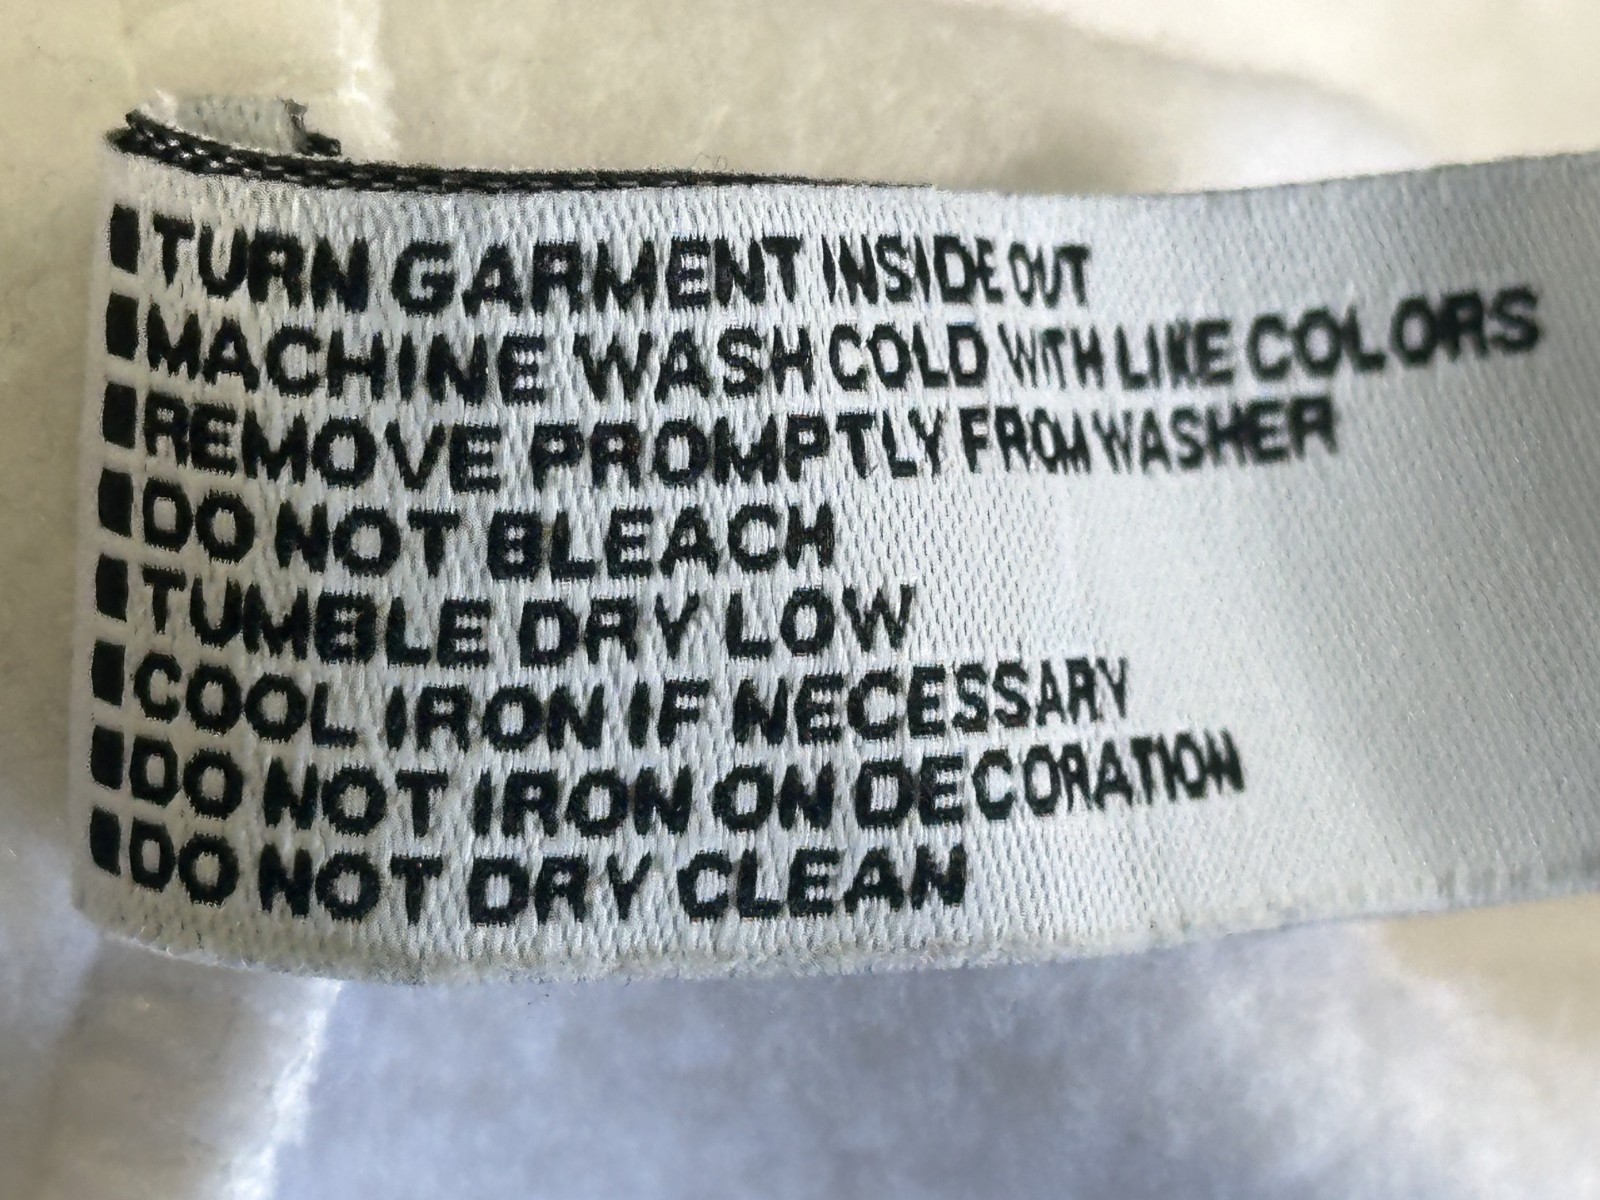 ■TURN GARMENT INSIDE OUT
■MACHINE WASH COLD WITH LIKE COLORS
■REMOVE PROMPTLY FROM WASHER
■DO NOT BLEACH
■TUMBLE DRY LOW
■COOL IRON IF NECESSARY
■DO NOT IRON ON DECORATION
■DO NOT DRY CLEAN